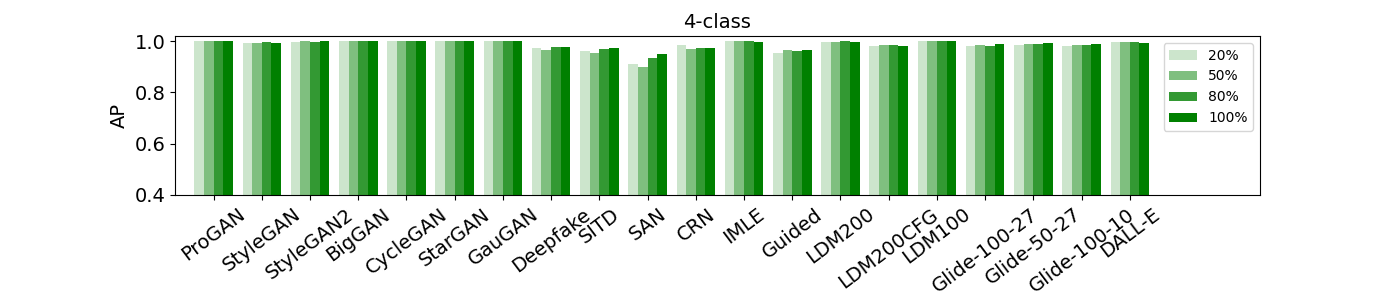 4-class
AP
1.0
0.8
0.6
0.4
20%
50%
80%
100%
ProGAN
StyleGAN
StyleGAN2
BigGAN
CycleGAN
StarGAN
GauGAN
Deepfake
SITD
SAN
CRN
IMLE
Guided
LDM200
LDM200CFG
LDM100
Glide-100-27
Glide-50-27
Glide-100-10
DALL-E